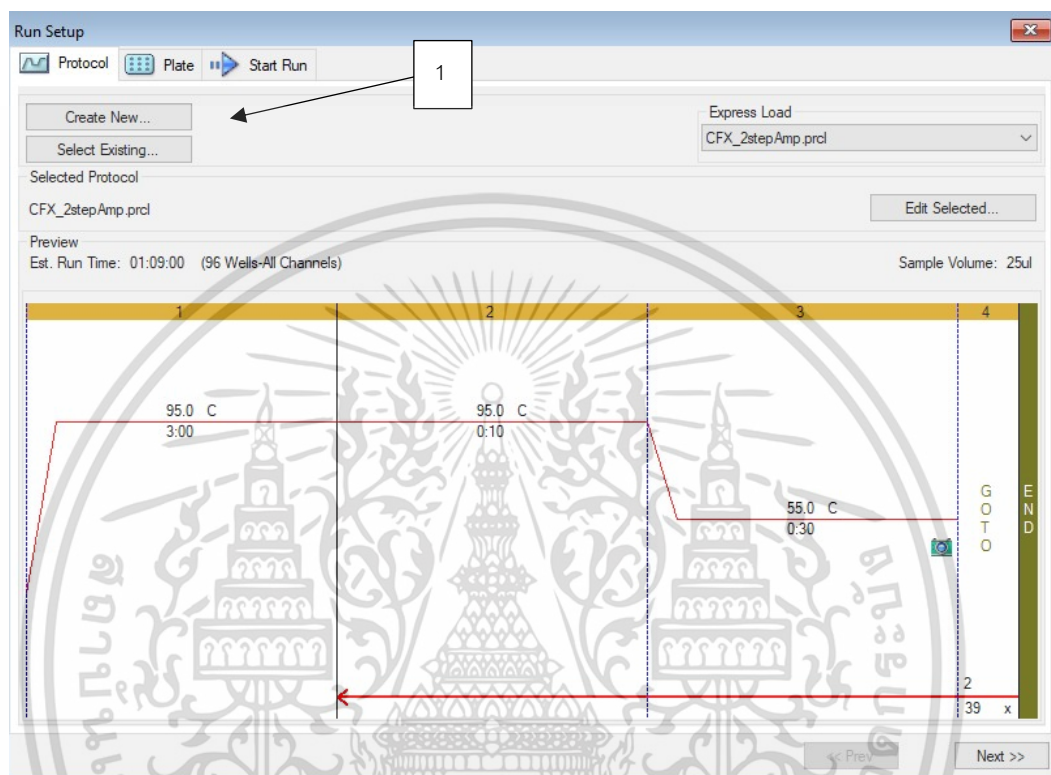 Run Setup
Protocol Plate Start Run
1
Create New...
Select Existing...
Express Load
CFX_2stepAmp.prcl
Selected Protocol
CFX_2stepAmp.prcl
Edit Selected...
Preview
Est. Run Time: 01:09:00 (96 Wells-All Channels)
Sample Volume: 25ul
1 2 3 4
95.0 C
3:00
95.0 C
0:10
55.0 C
0:30
GOTO
END
2
39 x
<< Prev
Next >>